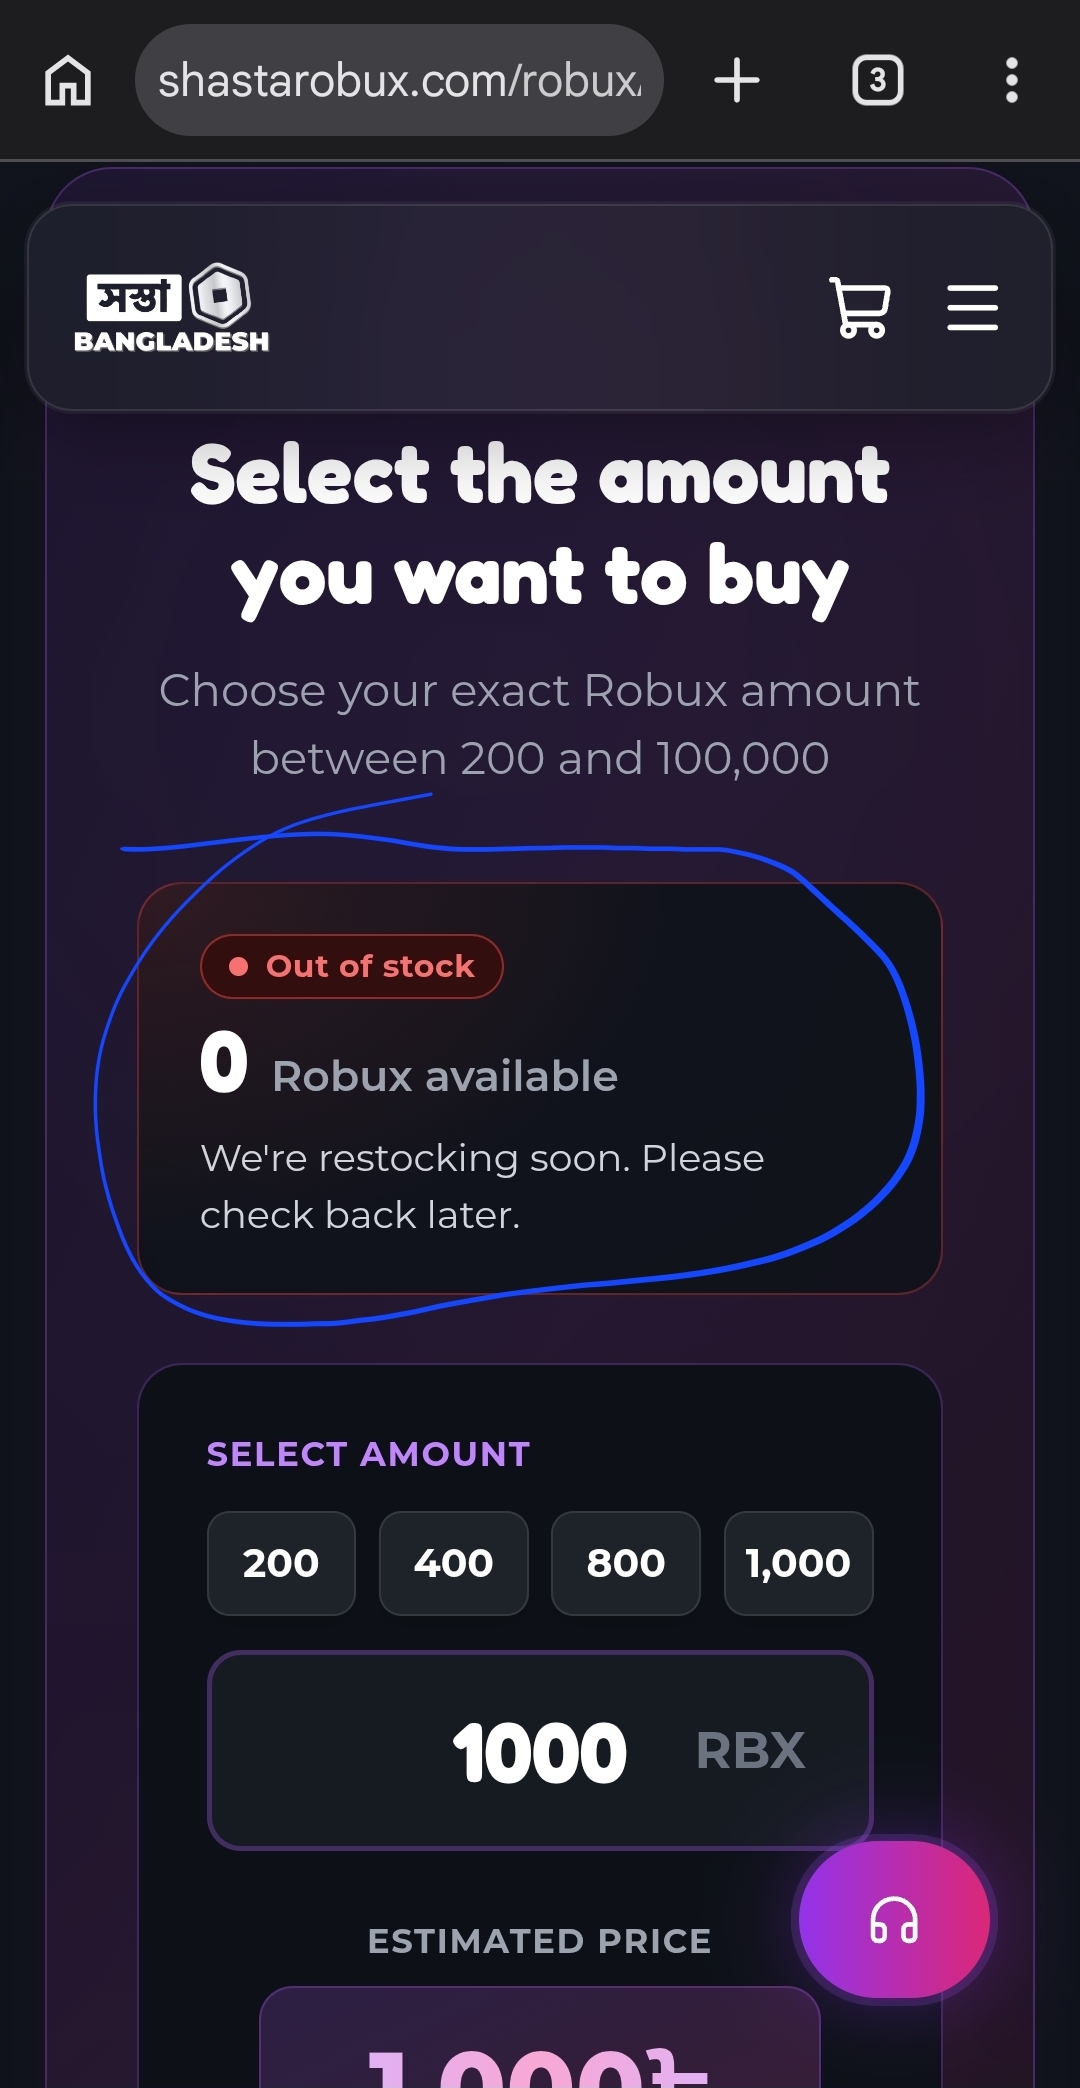 shastarobux.com/robux
3
সস্তা
BANGLADESH
Select the amount
you want to buy
Choose your exact Robux amount
between 200 and 100,000
Out of stock
0 Robux available
We're restocking soon. Please
check back later.
SELECT AMOUNT
200 400 800 1,000
1000 RBX
ESTIMATED PRICE
1,000৳